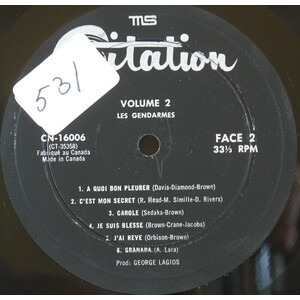 TMS
Citation
531
VOLUME 2
LES GENDARMES
CN-16006
(CT-35358)
Fabriqué au Canada
Made in Canada
FACE 2
33⅓ RPM
1. A QUOI BON PLEURER (Davis-Diamond-Brown)
2. C'EST MON SECRET (R. Head-M. Simille-D. Rivers)
3. CAROLE (Sedaka-Brown)
4. JE SUIS BLESSE (Brown-Crane-Jacobs)
5. J'AI REVE (Orbison-Brown)
6. GRANADA (A. Lara)
Prod: GEORGE LAGIOS